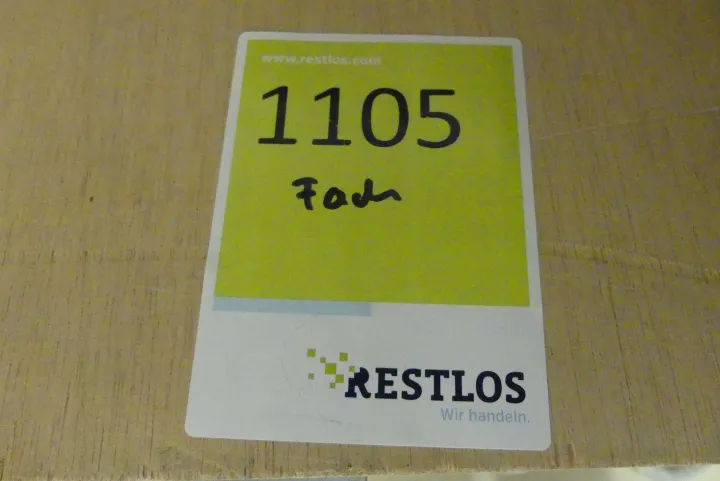 www.restlos.com
1105
Fach
RESTLOS
Wir handeln.